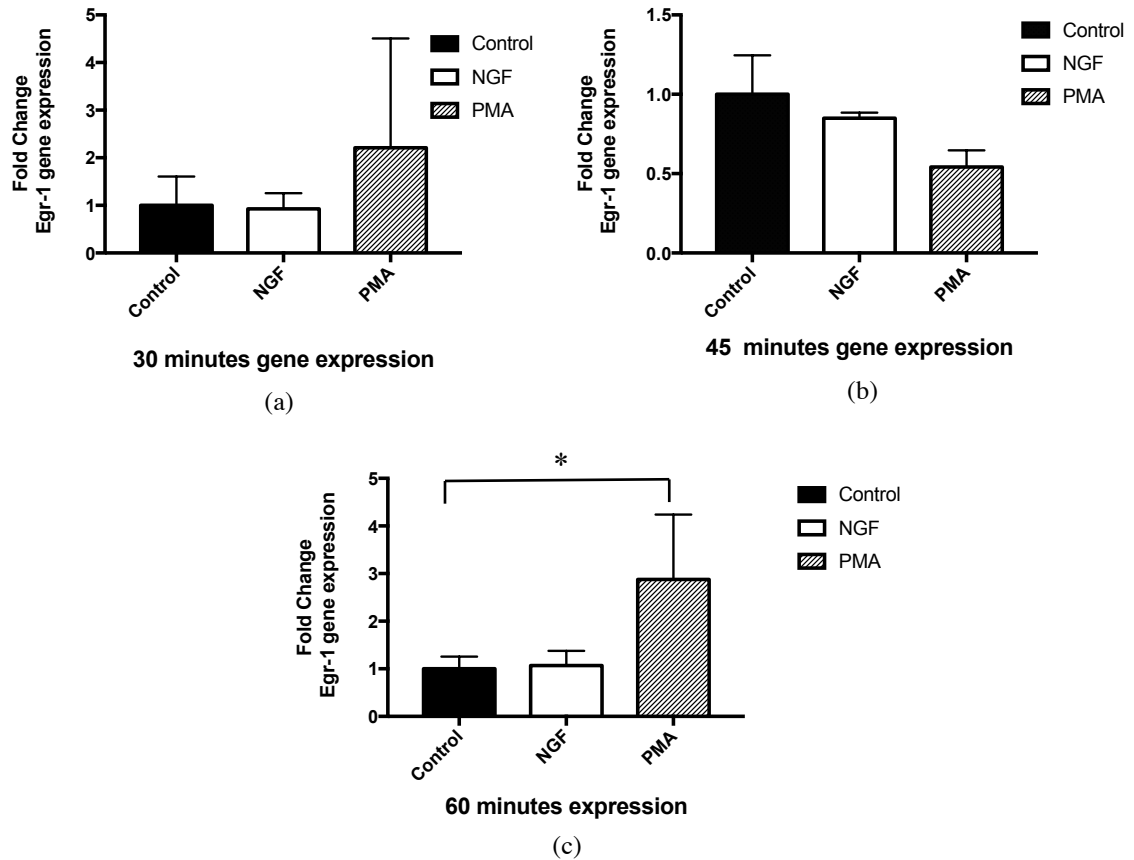 Fold Change
Egr-1 gene expression
5
4
3
2
1
0
Control
NGF
PMA
Control
NGF
PMA
30 minutes gene expression
(a)
Fold Change
Egr-1 gene expression
1.5
1.0
0.5
0.0
Control
NGF
PMA
Control
NGF
PMA
45 minutes gene expression
(b)
Fold Change
Egr-1 gene expression
5
4
3
2
1
0
*
Control
NGF
PMA
Control
NGF
PMA
60 minutes expression
(c)